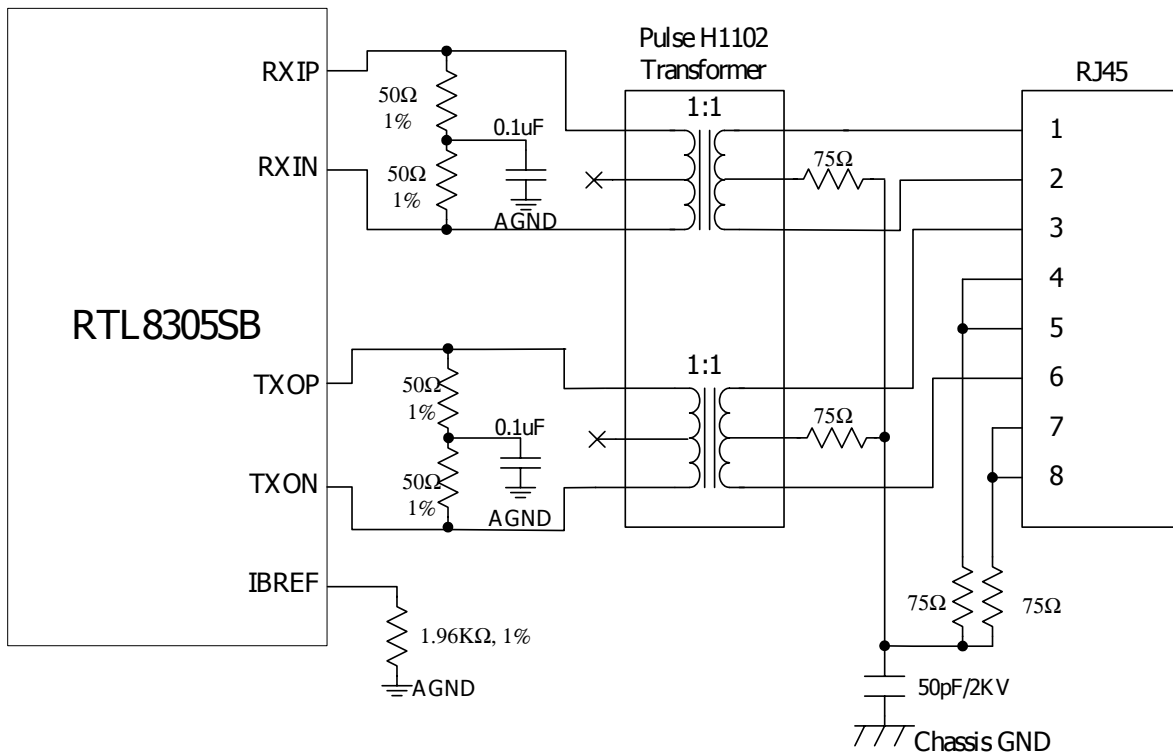 Pulse H1102
Transformer
RJ45
RXIP
50Ω
1%
0.1uF
1:1
1
75Ω
2
RXIN
50Ω
1%
AGND
3
4
5
RTL8305SB
1:1
6
TXOP
50Ω
1%
0.1uF
75Ω
7
8
TXON
50Ω
1%
AGND
IBREF
75Ω
75Ω
1.96KΩ, 1%
AGND
50pF/2KV
Chassis GND